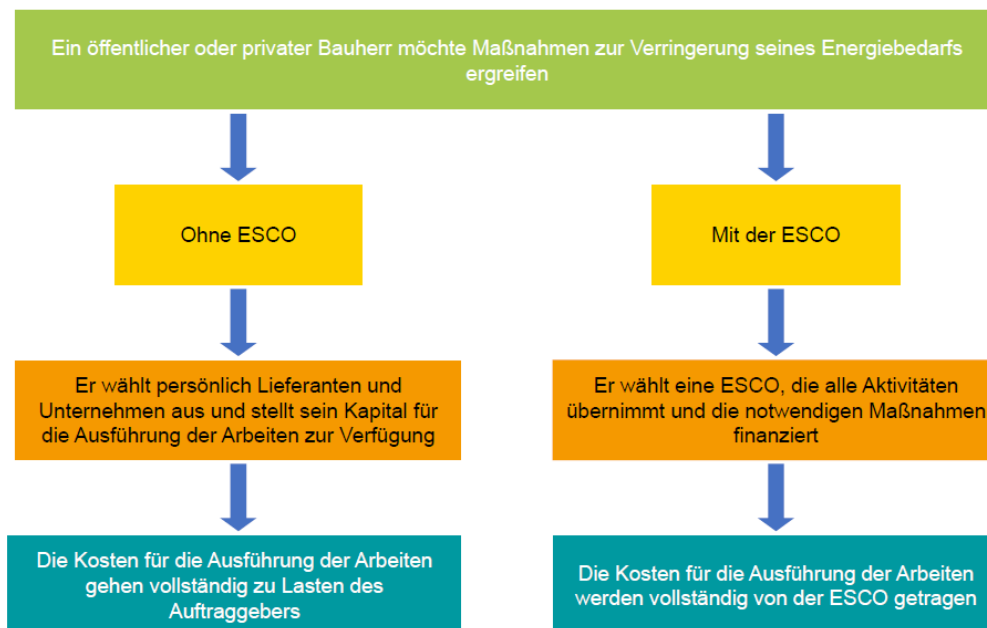 Ein öffentlicher oder privater Bauherr möchte Maßnahmen zur Verringerung seines Energiebedarfs
ergreifen
Ohne ESCO
Mit der ESCO
Er wählt persönlich Lieferanten und
Unternehmen aus und stellt sein Kapital für
die Ausführung der Arbeiten zur Verfügung
Er wählt eine ESCO, die alle Aktivitäten
übernimmt und die notwendigen Maßnahmen
finanziert
Die Kosten für die Ausführung der Arbeiten
gehen vollständig zu Lasten des
Auftraggebers
Die Kosten für die Ausführung der Arbeiten
werden vollständig von der ESCO getragen